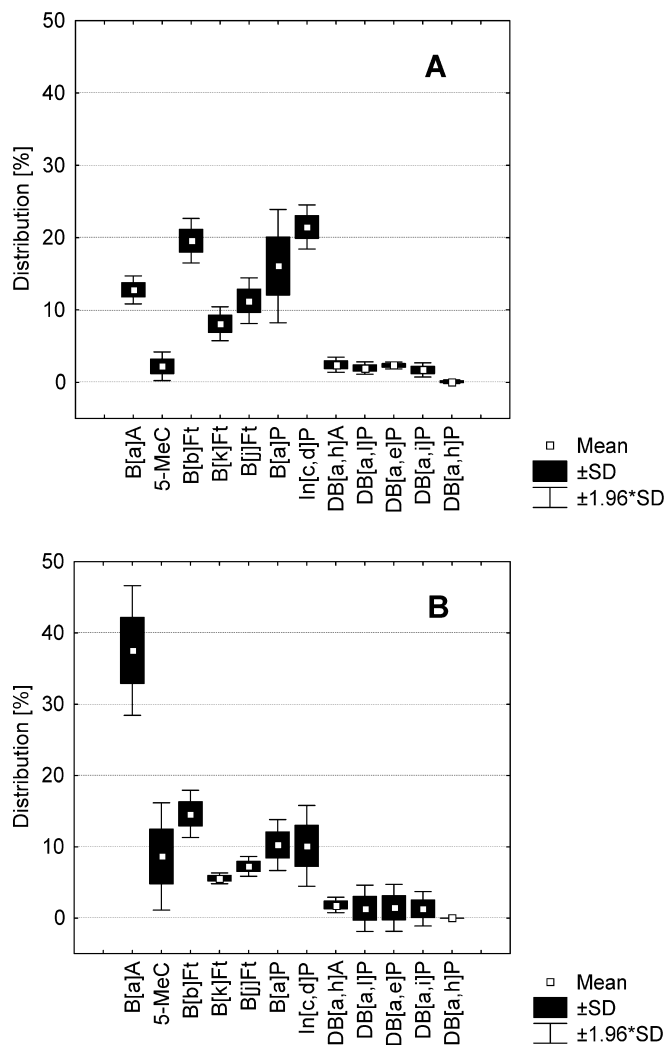 50
A
40
30
20
10
0
Distribution [%]
B[a]A
5-MeC
B[b]Ft
B[k]Ft
B[j]Ft
B[a]P
In[c,d]P
DB[a,h]A
DB[a,l]P
DB[a,e]P
DB[a,i]P
DB[a,h]P
Mean
±SD
±1.96*SD
50
B
40
30
20
10
0
Distribution [%]
B[a]A
5-MeC
B[b]Ft
B[k]Ft
B[j]Ft
B[a]P
In[c,d]P
DB[a,h]A
DB[a,l]P
DB[a,e]P
DB[a,i]P
DB[a,h]P
Mean
±SD
±1.96*SD